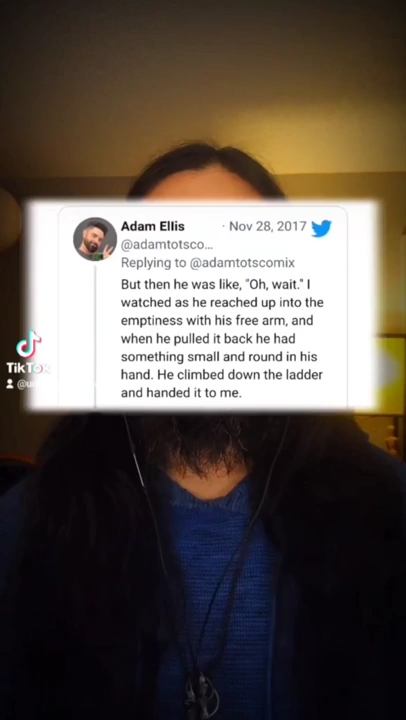 Adam Ellis · Nov 28, 2017
@adamtotsco...
Replying to @adamtotscomix
But then he was like, "Oh, wait." I
watched as he reached up into the
emptiness with his free arm, and
when he pulled it back he had
something small and round in his
hand. He climbed down the ladder
and handed it to me.
TikTok